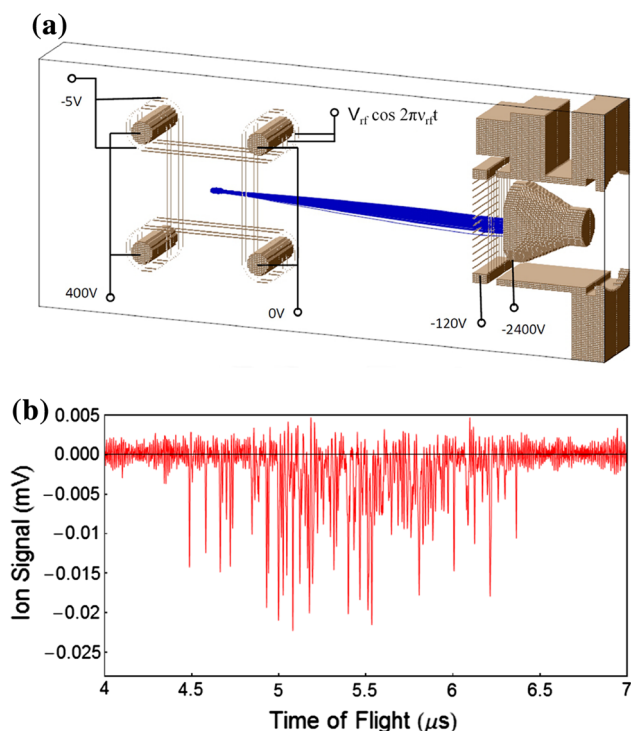 (a)
-5V
V_rf cos 2πν_rf t
400V
0V
-120V
-2400V
(b)
0.005
0.000
−0.005
−0.01
−0.015
−0.02
−0.025
Ion Signal (mV)
4 4.5 5 5.5 6 6.5 7
Time of Flight (μs)